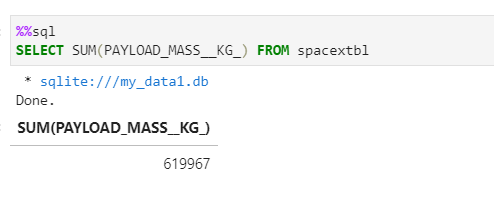 %%sql
SELECT SUM(PAYLOAD_MASS__KG_) FROM spacextbl
* sqlite:///my_data1.db
Done.
SUM(PAYLOAD_MASS__KG_)
619967